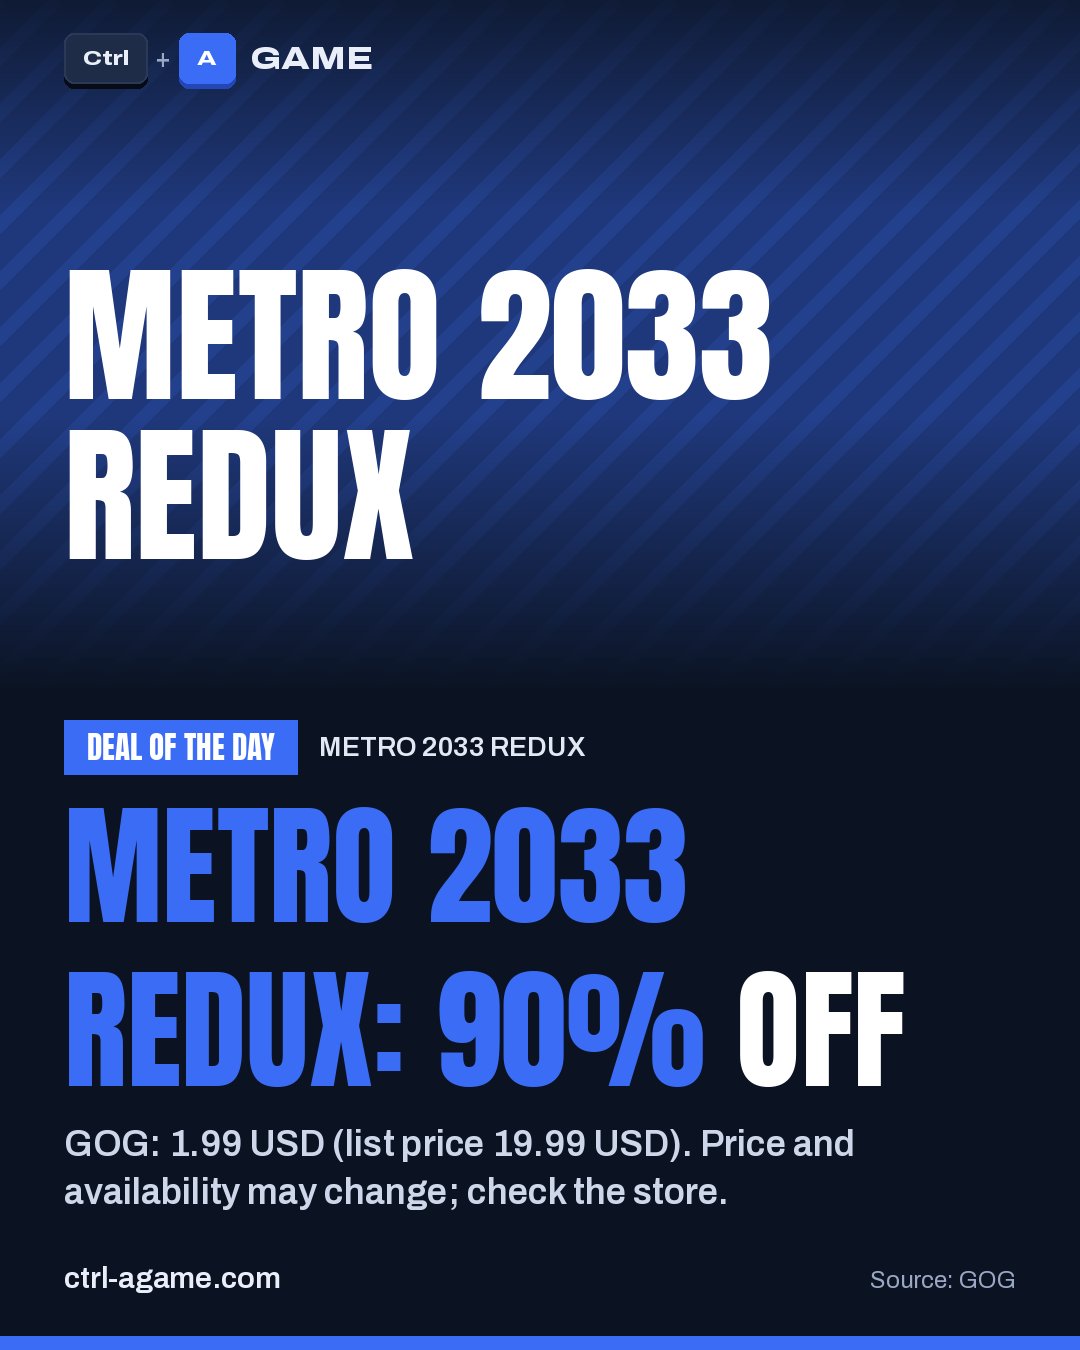 Ctrl + A GAME
METRO 2033
REDUX
DEAL OF THE DAY METRO 2033 REDUX
METRO 2033
REDUX: 90% OFF
GOG: 1.99 USD (list price 19.99 USD). Price and
availability may change; check the store.
ctrl-agame.com Source: GOG